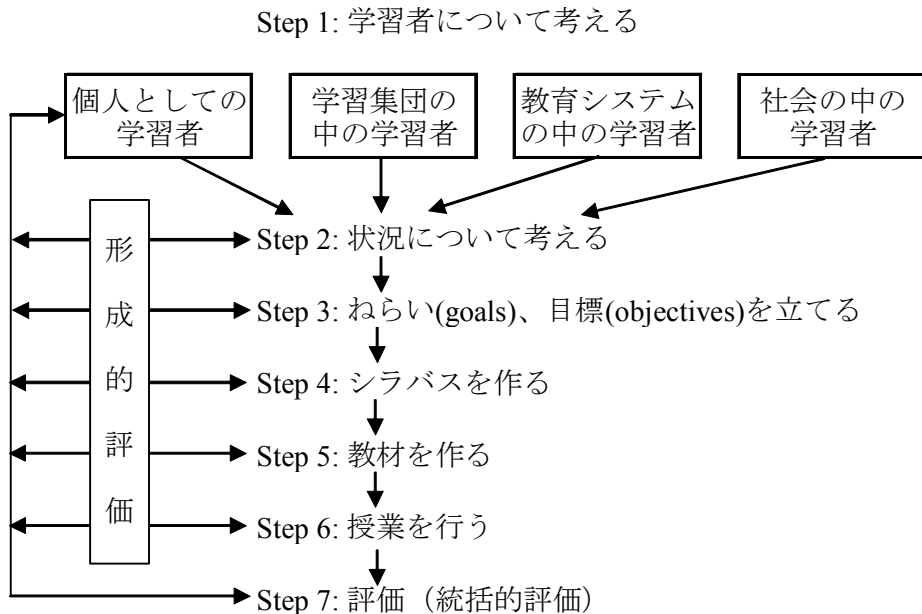 Step 1: 学習者について考える
個人としての
学習者
学習集団の
中の学習者
教育システム
の中の学習者
社会の中の
学習者
形
成
的
評
価
Step 2: 状況について考える
Step 3: ねらい(goals)、目標(objectives)を立てる
Step 4: シラバスを作る
Step 5: 教材を作る
Step 6: 授業を行う
Step 7: 評価（統括的評価）